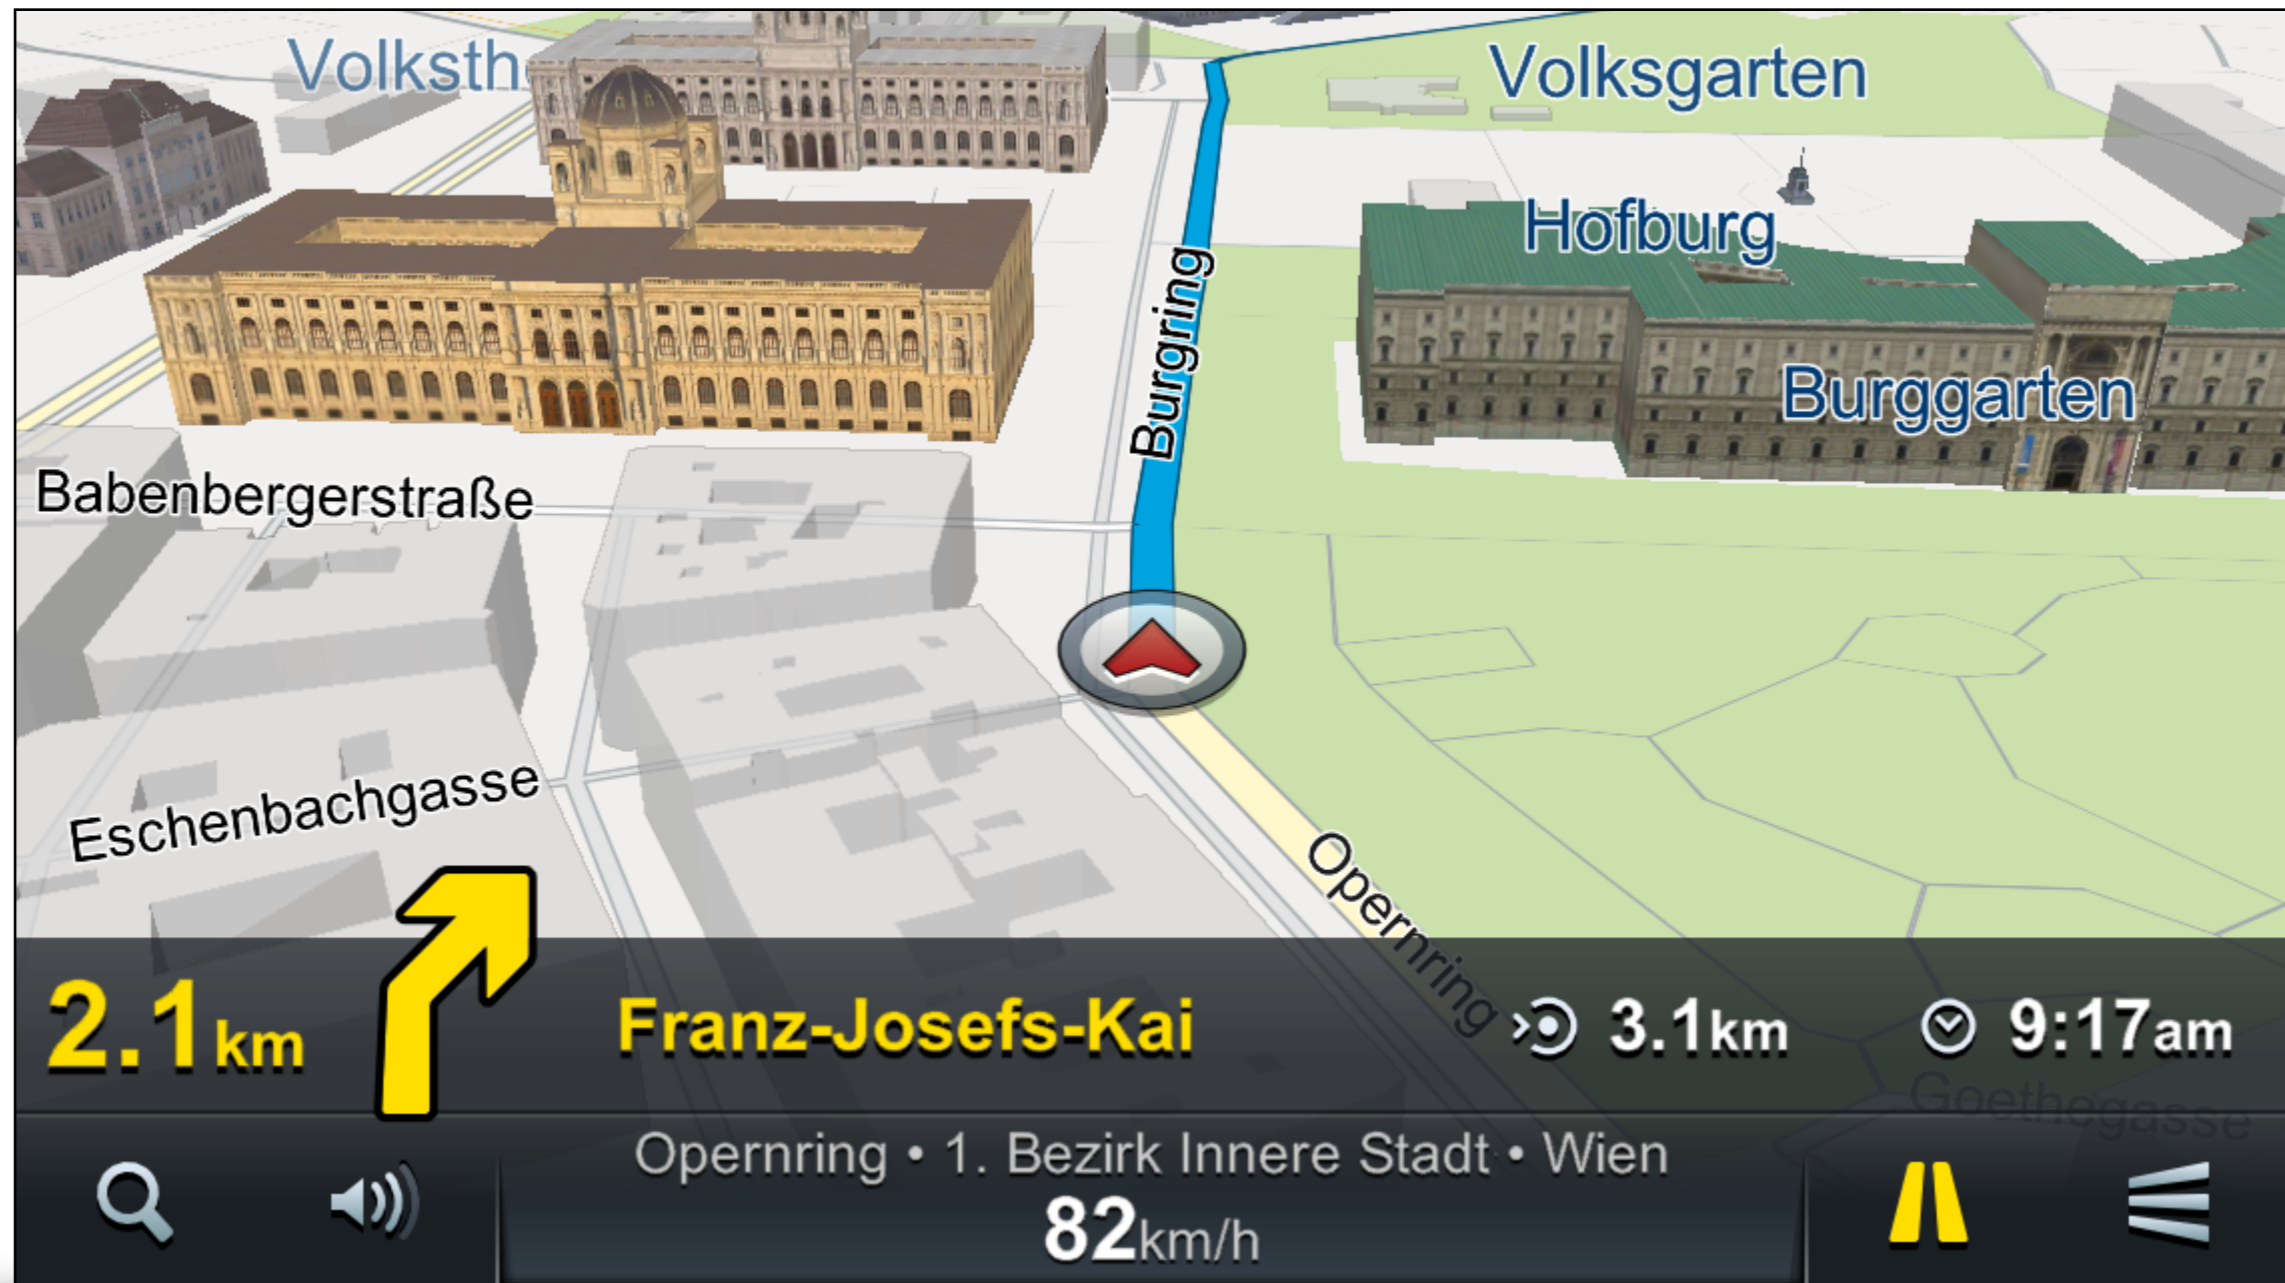 Volksth
Volksgarten
Hofburg
Burgring
Burggarten
Babenbergerstraße
Eschenbachgasse
Opernring
2.1km
Franz-Josefs-Kai
3.1km
9:17am
Goethegasse
Opernring • 1. Bezirk Innere Stadt • Wien
82km/h